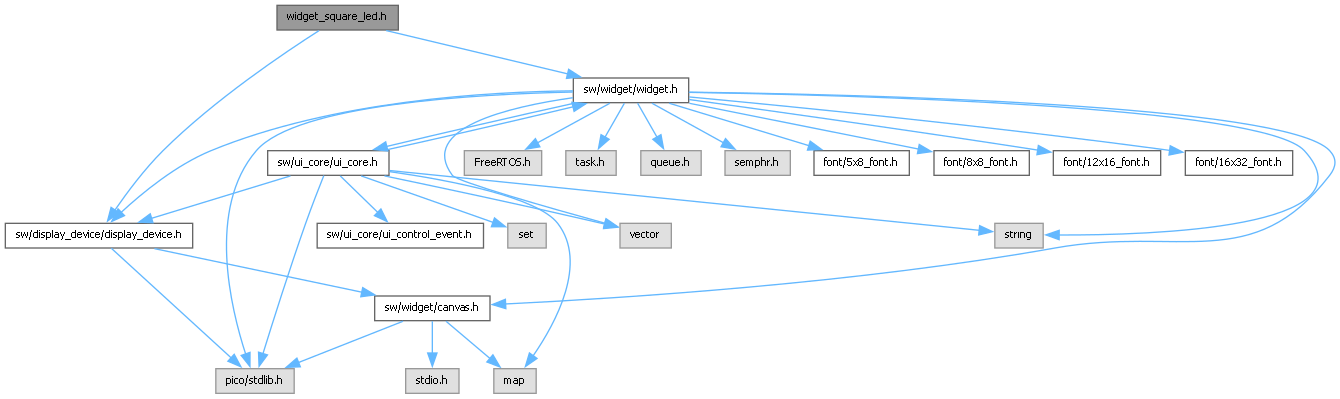 widget_square_led.h
sw/widget/widget.h
sw/ui_core/ui_core.h
FreeRTOS.h
task.h
queue.h
semphr.h
font/5x8_font.h
font/8x8_font.h
font/12x16_font.h
font/16x32_font.h
sw/display_device/display_device.h
sw/ui_core/ui_control_event.h
set
vector
string
sw/widget/canvas.h
pico/stdlib.h
stdio.h
map